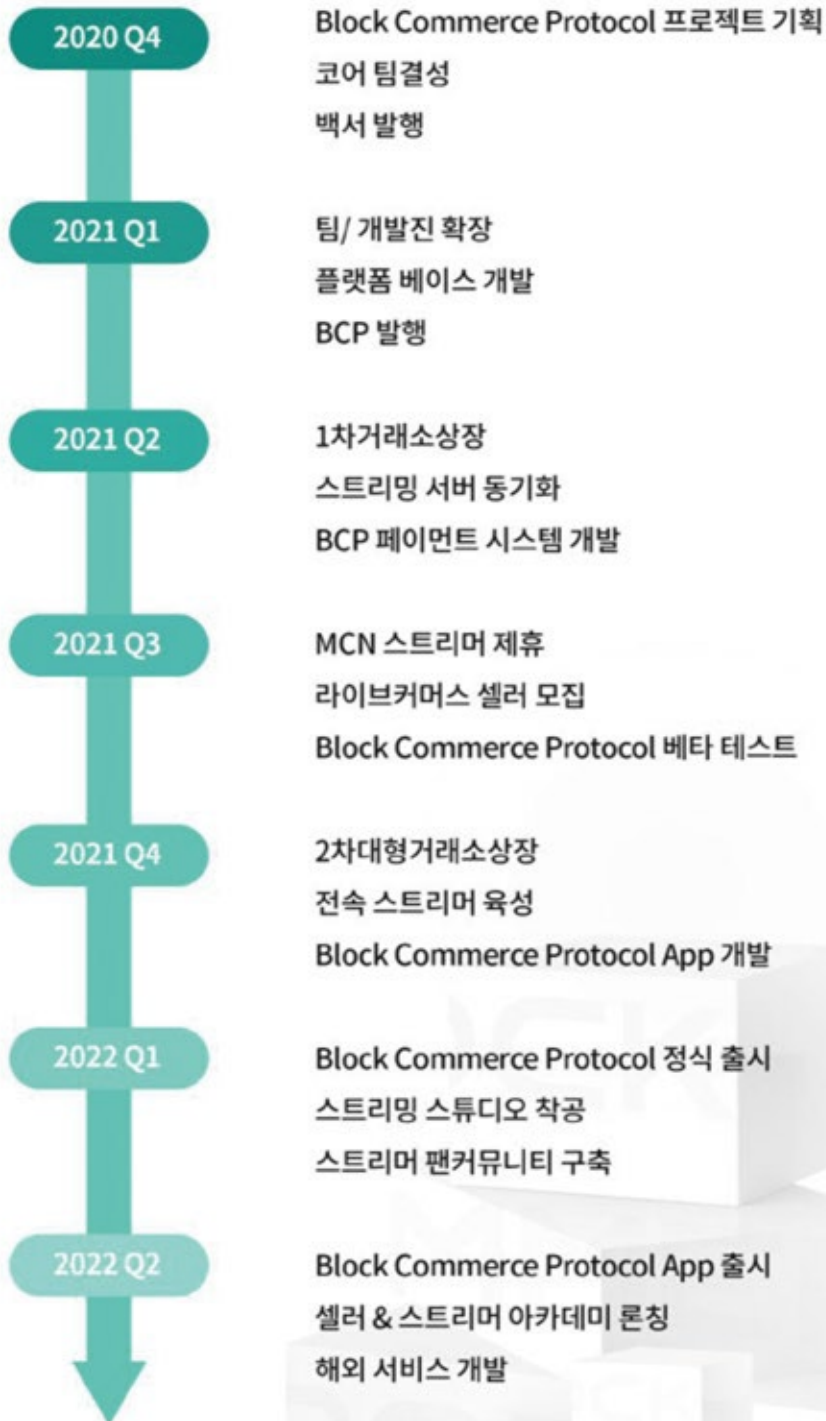 2020 Q4
Block Commerce Protocol 프로젝트 기획
코어 팀결성
백서 발행
2021 Q1
팀/ 개발진 확장
플랫폼 베이스 개발
BCP 발행
2021 Q2
1차거래소상장
스트리밍 서버 동기화
BCP 페이먼트 시스템 개발
2021 Q3
MCN 스트리머 제휴
라이브커머스 셀러 모집
Block Commerce Protocol 베타 테스트
2021 Q4
2차대형거래소상장
전속 스트리머 육성
Block Commerce Protocol App 개발
2022 Q1
Block Commerce Protocol 정식 출시
스트리밍 스튜디오 착공
스트리머 팬커뮤니티 구축
2022 Q2
Block Commerce Protocol App 출시
셀러 & 스트리머 아카데미 론칭
해외 서비스 개발